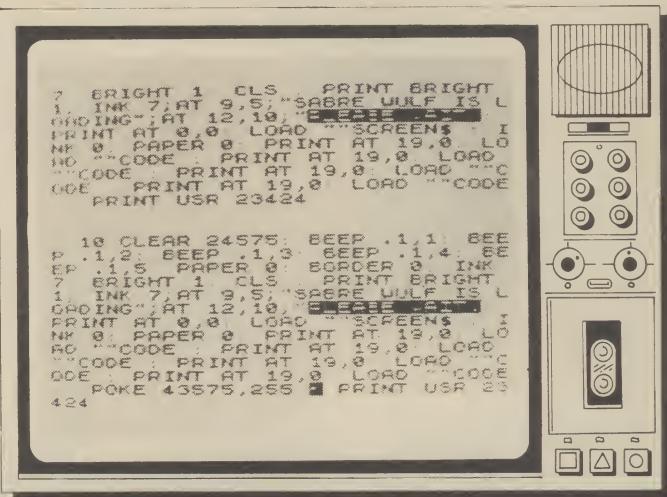 7 BRIGHT 1 CLS PRINT BRIGHT
1 INK 7;AT 9,5;"SABRE WULF IS L
OADING";AT 12,10;"
PRINT AT 0,0: LOAD ""SCREEN$ : I
NK 0: PAPER 0: PRINT AT 19,0: LO
AD ""CODE : PRINT AT 19,0: LOAD
""CODE : PRINT AT 19,0: LOAD ""C
ODE : PRINT AT 19,0: LOAD ""CODE
PRINT USR 23424
10 CLEAR 24575: BEEP .1,1: BEE
P .1,2: BEEP .1,3: BEEP .1,4: BE
EP .1,5: PAPER 0: BORDER 0: INK
7 BRIGHT 1 CLS PRINT BRIGHT
1 INK 7;AT 9,5;"SABRE WULF IS L
OADING";AT 12,10;"
PRINT AT 0,0: LOAD ""SCREEN$ : I
NK 0: PAPER 0: PRINT AT 19,0: LO
AD ""CODE : PRINT AT 19,0: LOAD
""CODE : PRINT AT 19,0: LOAD ""C
ODE : PRINT AT 19,0: LOAD ""CODE
POKE 43575,255 PRINT USR 23
424